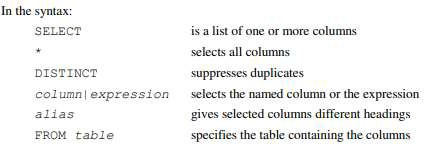 In the syntax:
SELECT is a list of one or more columns
* selects all columns
DISTINCT suppresses duplicates
column|expression selects the named column or the expression
alias gives selected columns different headings
FROM table specifies the table containing the columns